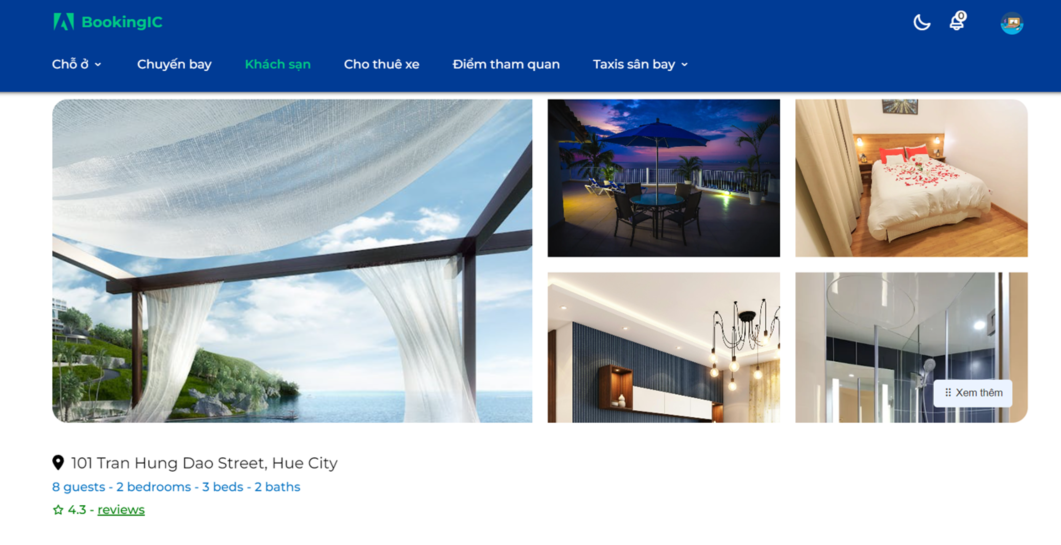 BookingIC
0
Chỗ ở
Chuyến bay
Khách sạn
Cho thuê xe
Điểm tham quan
Taxis sân bay
Xem thêm
101 Tran Hung Dao Street, Hue City
8 guests - 2 bedrooms - 3 beds - 2 baths
4.3 - reviews